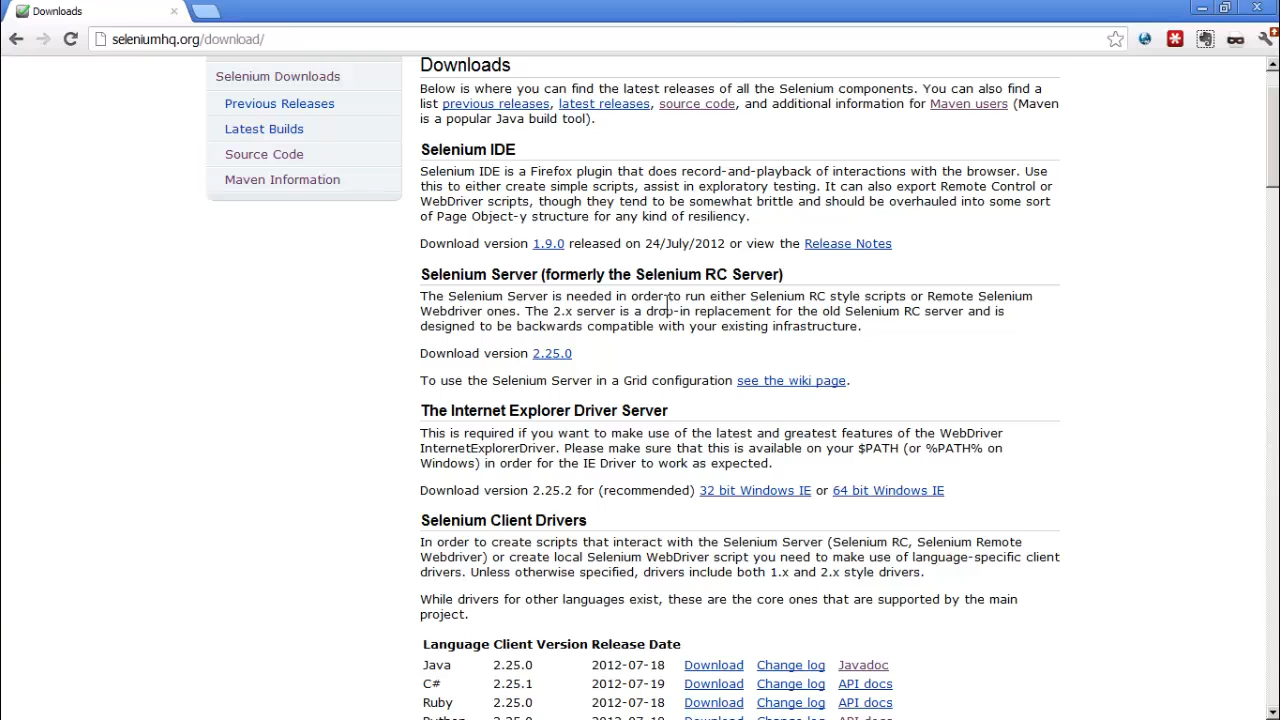 Downloads
seleniumhq.org/download/
Selenium Downloads
Previous Releases
Latest Builds
Source Code
Maven Information
Downloads
Below is where you can find the latest releases of all the Selenium components. You can also find a
list previous releases, latest releases, source code, and additional information for Maven users (Maven
is a popular Java build tool).
Selenium IDE
Selenium IDE is a Firefox plugin that does record-and-playback of interactions with the browser. Use
this to either create simple scripts, assist in exploratory testing. It can also export Remote Control or
WebDriver scripts, though they tend to be somewhat brittle and should be overhauled into some sort
of Page Object-y structure for any kind of resiliency.
Download version 1.9.0 released on 24/July/2012 or view the Release Notes
Selenium Server (formerly the Selenium RC Server)
The Selenium Server is needed in order to run either Selenium RC style scripts or Remote Selenium
Webdriver ones. The 2.x server is a drop-in replacement for the old Selenium RC server and is
designed to be backwards compatible with your existing infrastructure.
Download version 2.25.0
To use the Selenium Server in a Grid configuration see the wiki page.
The Internet Explorer Driver Server
This is required if you want to make use of the latest and greatest features of the WebDriver
InternetExplorerDriver. Please make sure that this is available on your $PATH (or %PATH% on
Windows) in order for the IE Driver to work as expected.
Download version 2.25.2 for (recommended) 32 bit Windows IE or 64 bit Windows IE
Selenium Client Drivers
In order to create scripts that interact with the Selenium Server (Selenium RC, Selenium Remote
Webdriver) or create local Selenium WebDriver script you need to make use of language-specific client
drivers. Unless otherwise specified, drivers include both 1.x and 2.x style drivers.
While drivers for other languages exist, these are the core ones that are supported by the main
project.
Language Client Version Release Date
Java 2.25.0 2012-07-18 Download Change log Javadoc
C# 2.25.1 2012-07-19 Download Change log API docs
Ruby 2.25.0 2012-07-18 Download Change log API docs